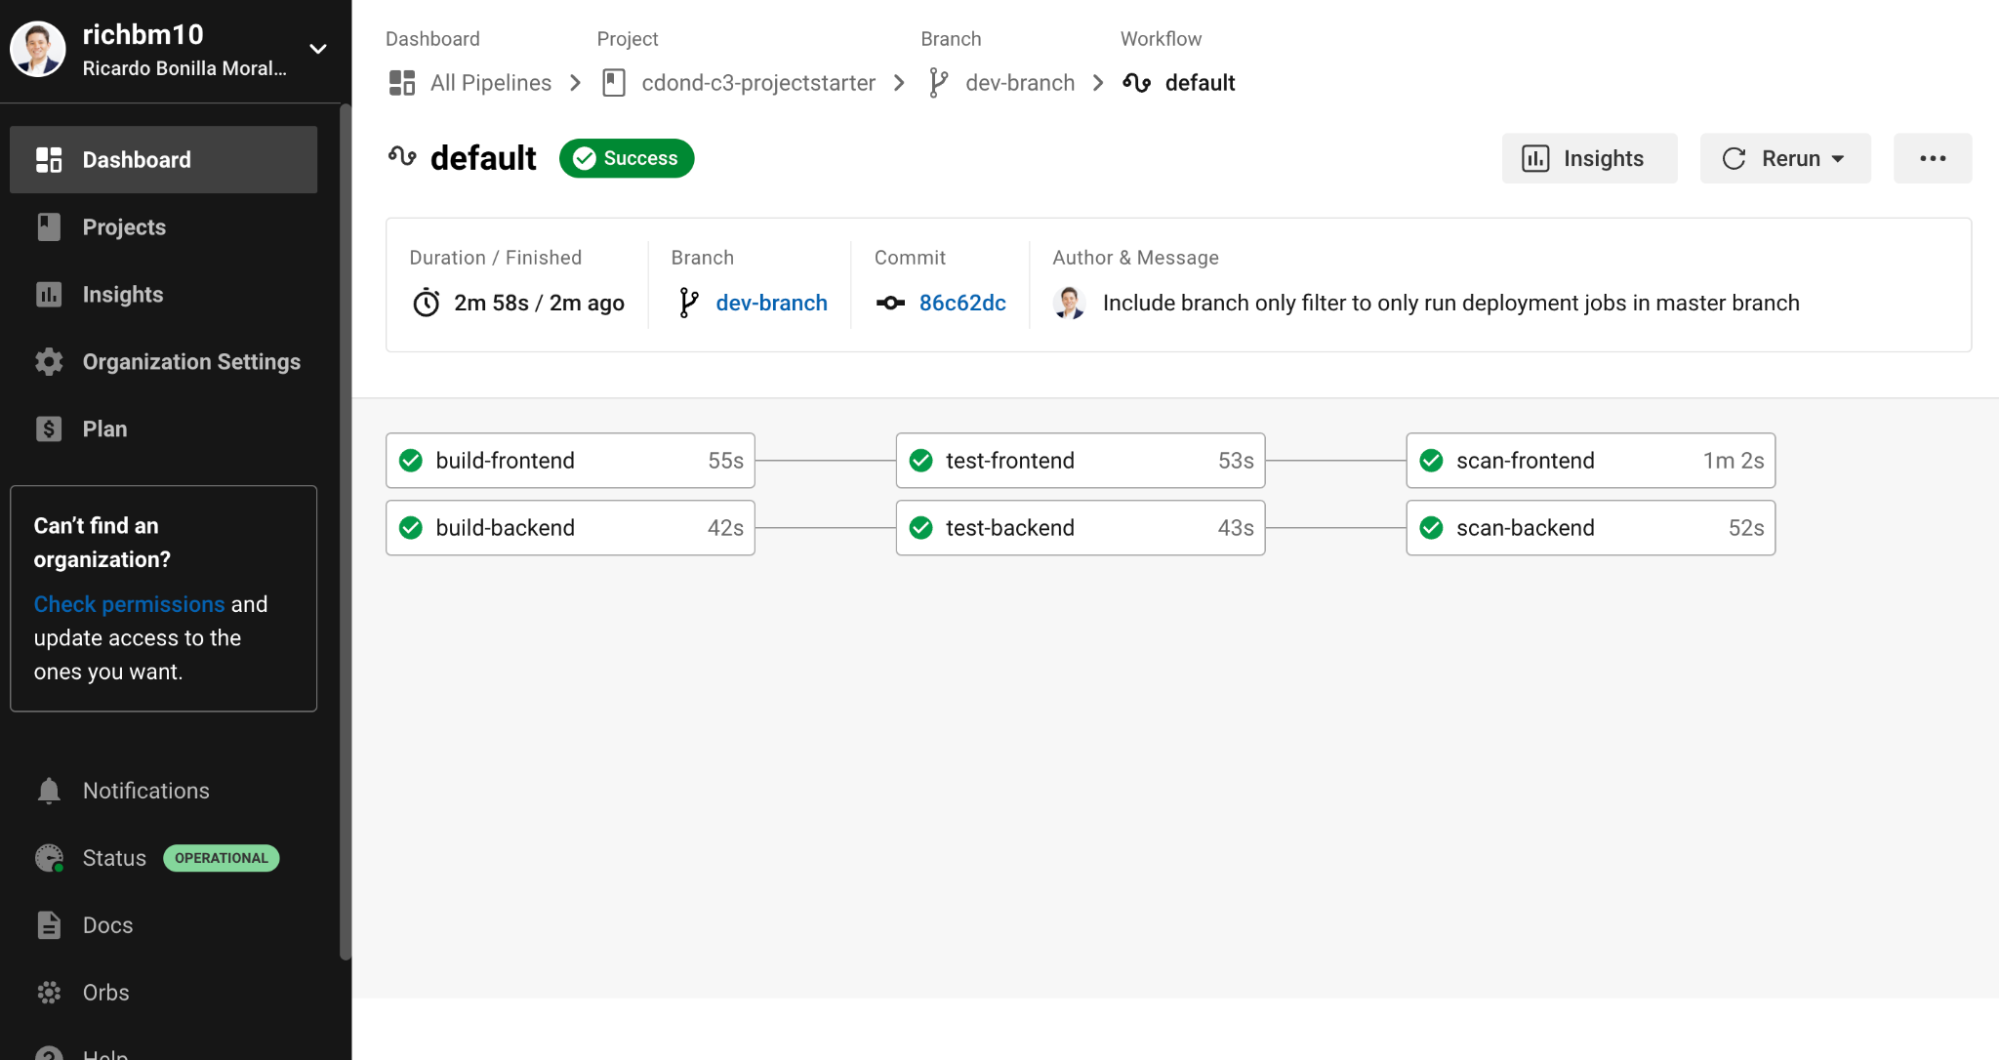 richbm10
Ricardo Bonilla Moral...
Dashboard
Projects
Insights
Organization Settings
Plan
Can't find an
organization?
Check permissions and
update access to the
ones you want.
Notifications
Status OPERATIONAL
Docs
Orbs
Help
Dashboard Project Branch Workflow
All Pipelines cdond-c3-projectstarter dev-branch default
default Success Insights Rerun
Duration / Finished Branch Commit Author & Message
2m 58s / 2m ago dev-branch 86c62dc Include branch only filter to only run deployment jobs in master branch
build-frontend 55s test-frontend 53s scan-frontend 1m 2s
build-backend 42s test-backend 43s scan-backend 52s